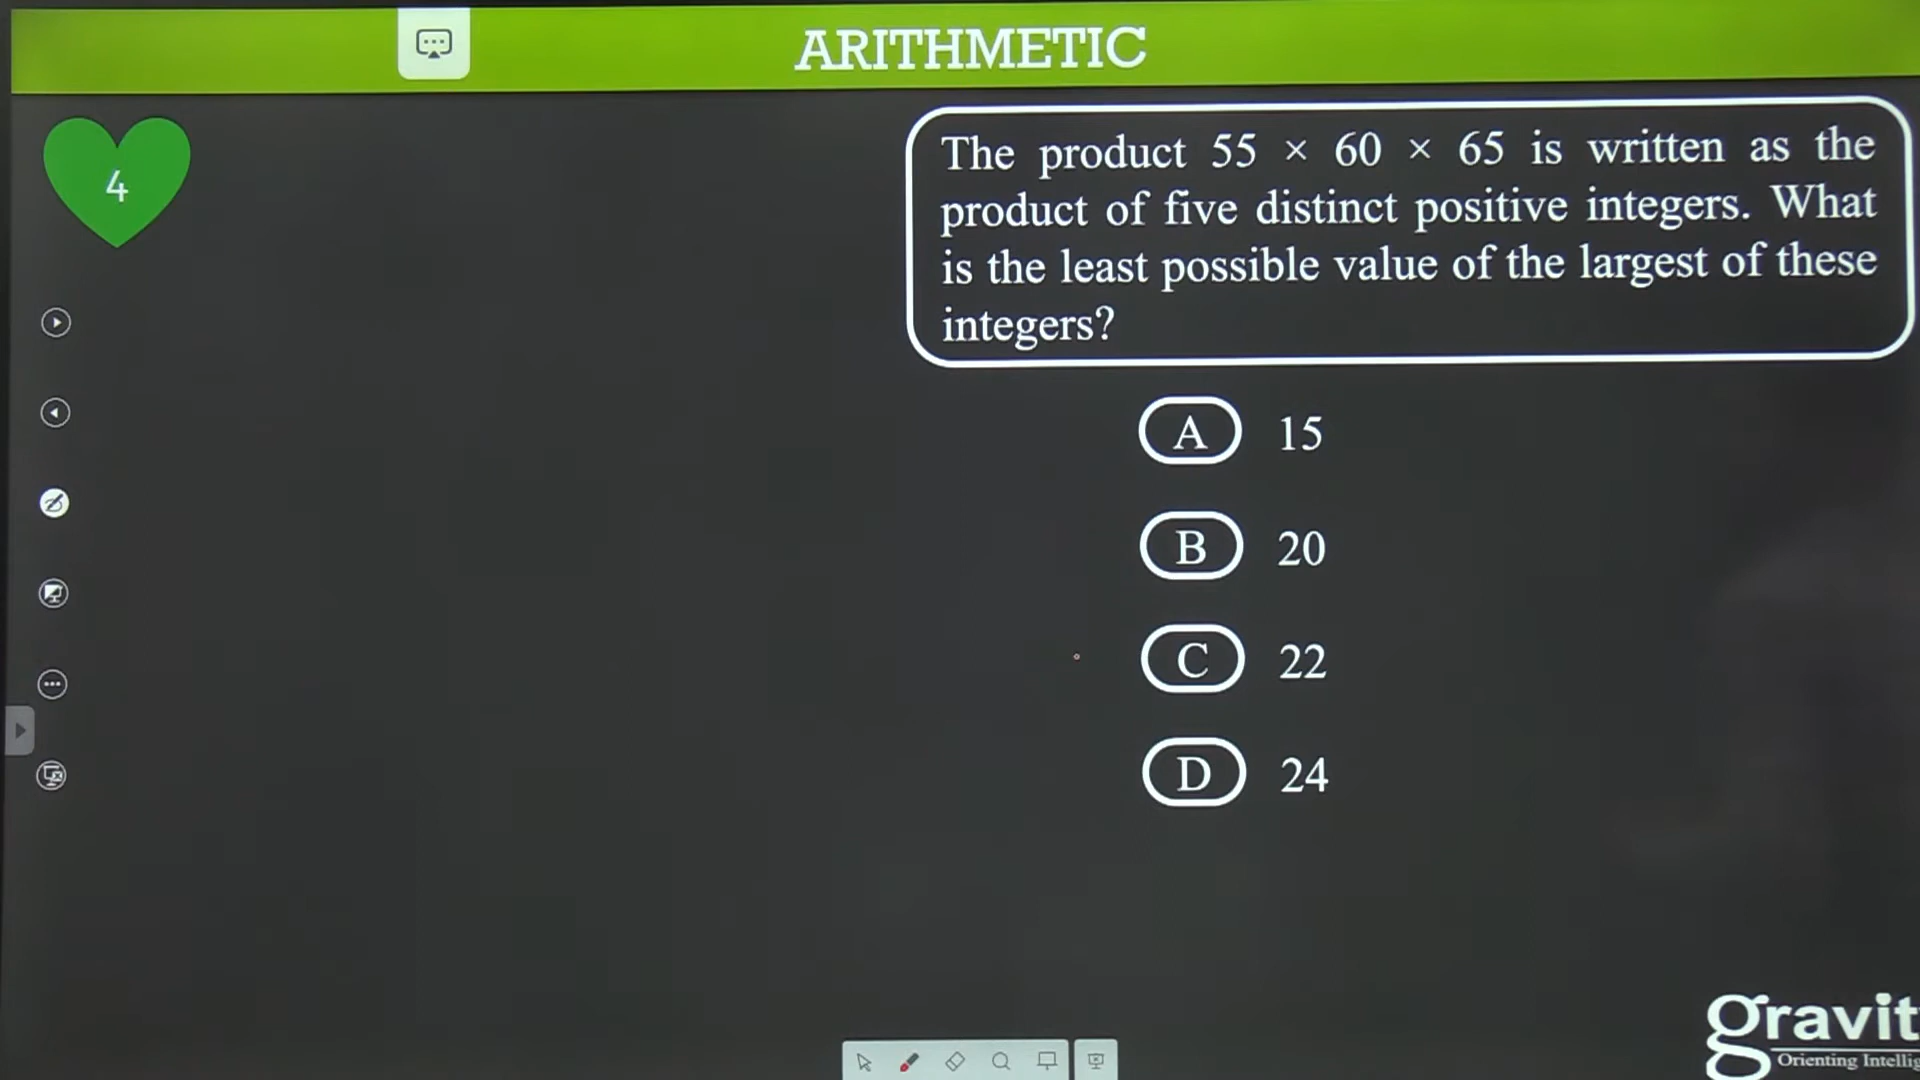 ARITHMETIC
4
The product 55 × 60 × 65 is written as the
product of five distinct positive integers. What
is the least possible value of the largest of these
integers?
A 15
B 20
C 22
D 24
gravit
Orienting Intellig